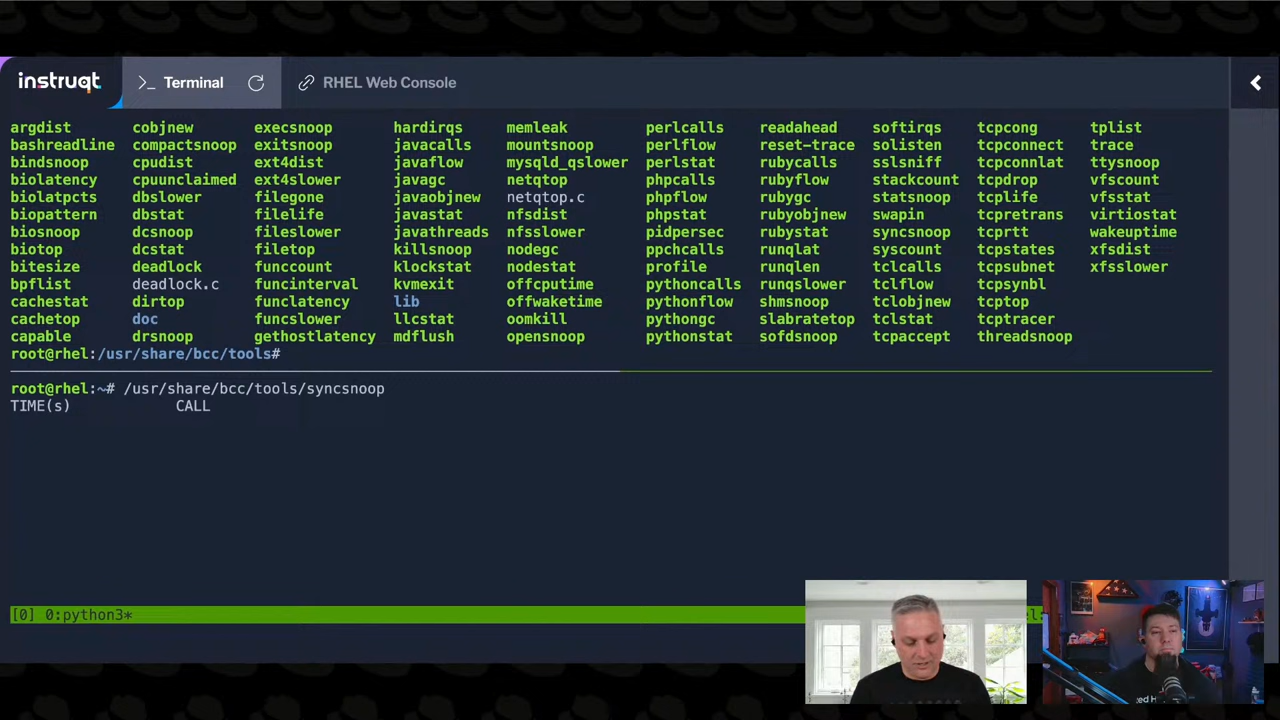 instruqt >_ Terminal RHEL Web Console
argdist cobjnew execsnoop hardirqs memleak perlcalls readahead softirqs tcpcong tplist
bashreadline compactsnoop exitsnoop javacalls mountsnoop perlflow reset-trace solisten tcpconnect trace
bindsnoop cpudist ext4dist javaflow mysqld_qslower perlstat rubycalls sslsniff tcpconnlat ttysnoop
biolatency cpuunclaimed ext4slower javagc netqtop phpcalls rubyflow stackcount tcpdrop vfscount
biolatpcts dbslower filegone javaobjnew netqtop.c phpflow rubygc statsnoop tcplife vfsstat
biopattern dbstat filelife javastat nfsdist phpstat rubyobjnew swapin tcpretrans virtiostat
biosnoop dcsnoop fileslower javathreads nfsslower pidpersec rubystat syncsnoop tcprtt wakeuptime
biotop dcstat filetop killsnoop nodegc ppchcalls runqlat syscount tcpstates xfsdist
bitesize deadlock funccount klockstat nodestat profile runqlen tclcalls tcpsubnet xfsslower
bpflist deadlock.c funcinterval kvmexit offcputime pythoncalls runqslower tclflow tcpsynbl
cachestat dirtop funclatency lib offwaketime pythonflow shmsnoop tclobjnew tcptop
cachetop doc funcslower llcstat oomkill pythongc slabratetop tclstat tcptracer
capable drsnoop gethostlatency mdflush opensnoop pythonstat sofdsnoop tcpaccept threadsnoop
root@rhel:/usr/share/bcc/tools#
root@rhel:~# /usr/share/bcc/tools/syncsnoop
TIME(s) CALL
[0] 0:python3*